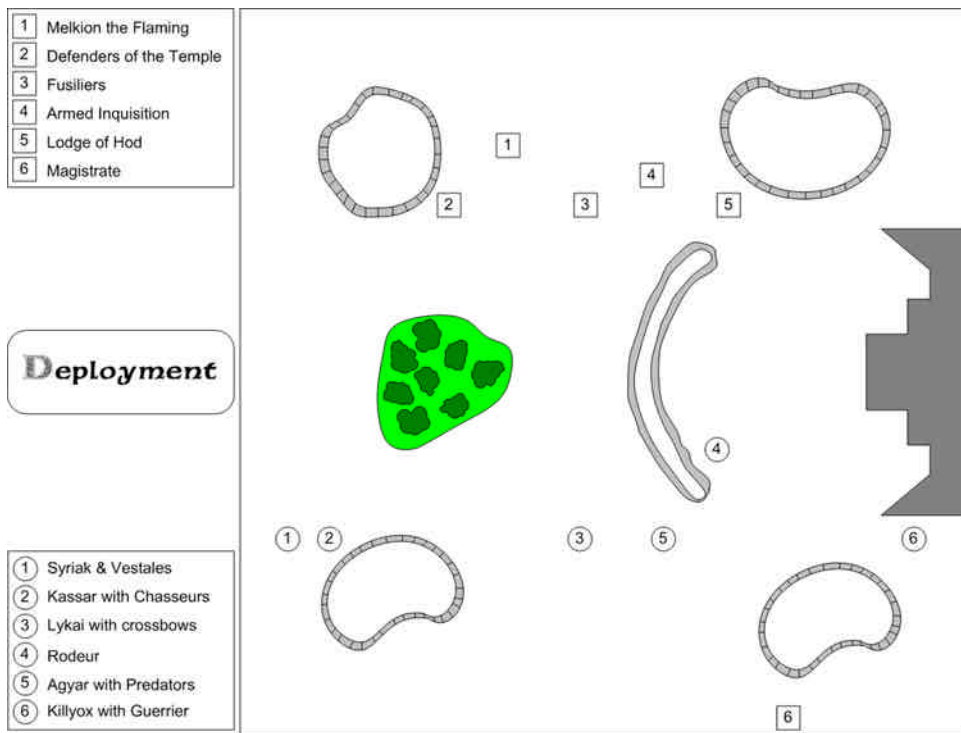 1 Melkion the Flaming
2 Defenders of the Temple
3 Fusiliers
4 Armed Inquisition
5 Lodge of Hod
6 Magistrate
Deployment
1 Syriak & Vestales
2 Kassar with Chasseurs
3 Lykai with crossbows
4 Rodeur
5 Agyar with Predators
6 Killyox with Guerrier
1
4
2
3
5
4
1
2
3
5
6
6